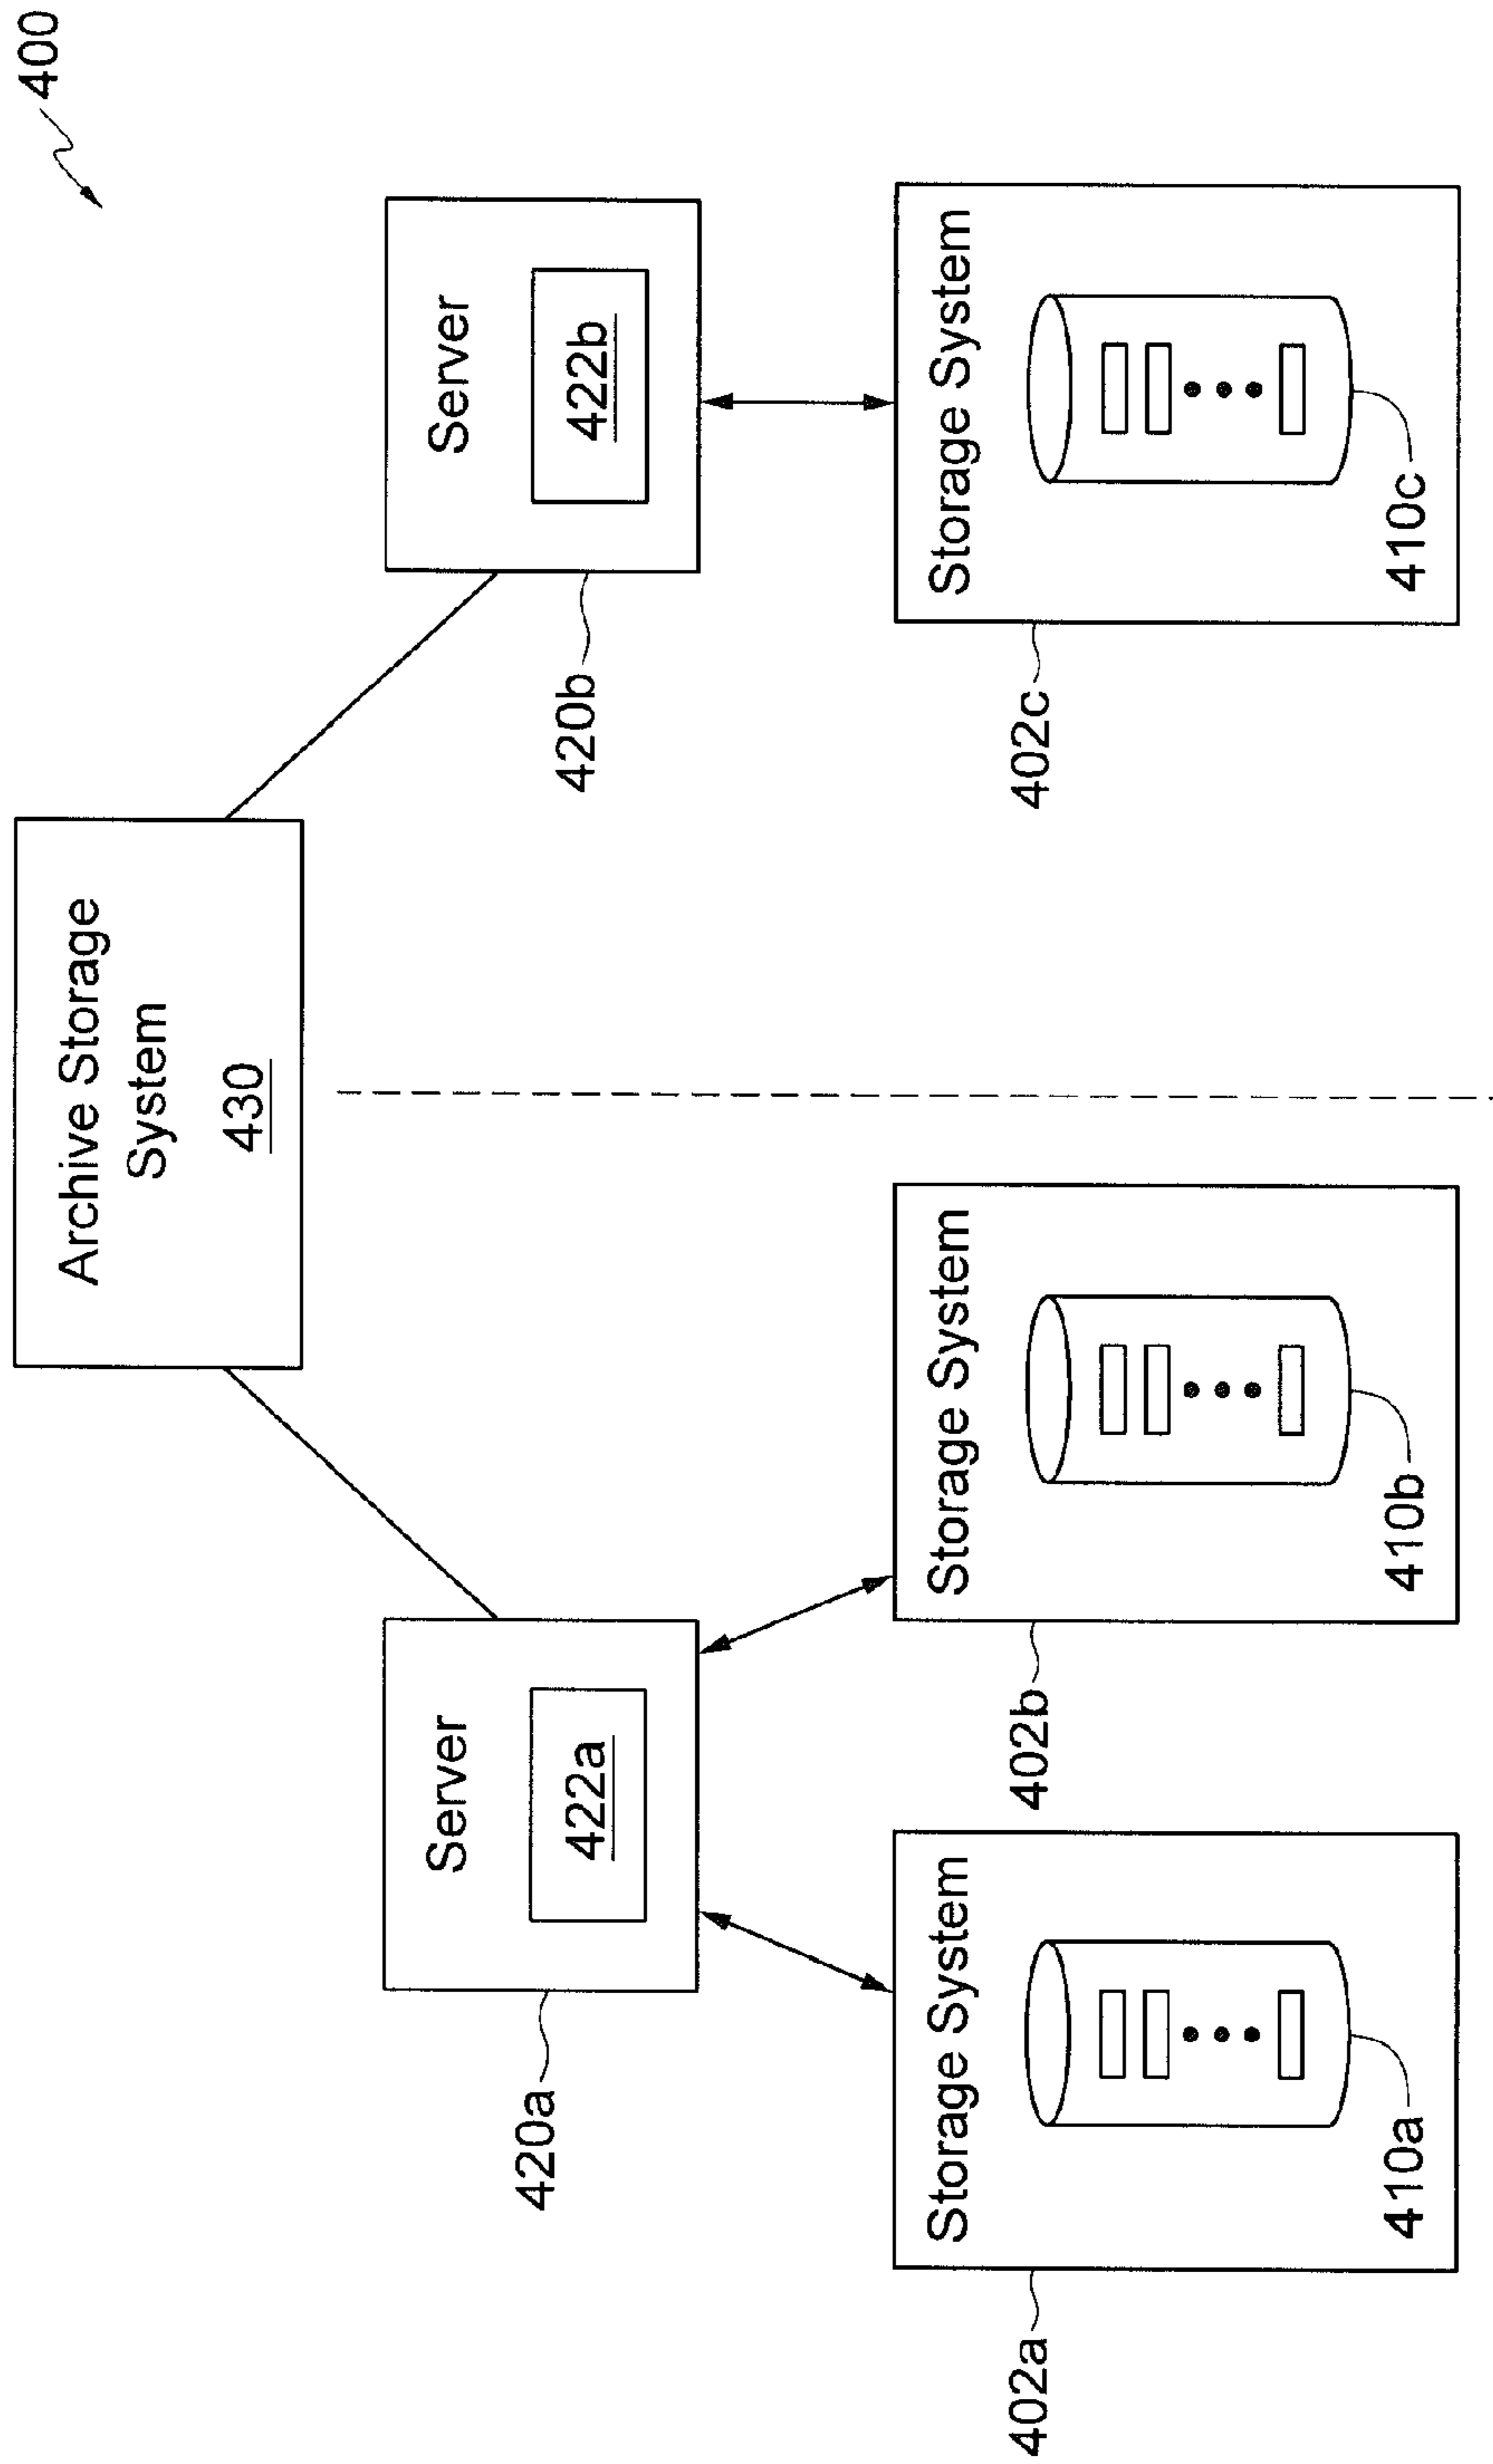 400
Archive Storage
System
430
Server
422a
420a
Server
422b
420b
Storage System
410a
402a
Storage System
410b
402b
Storage System
410c
402c